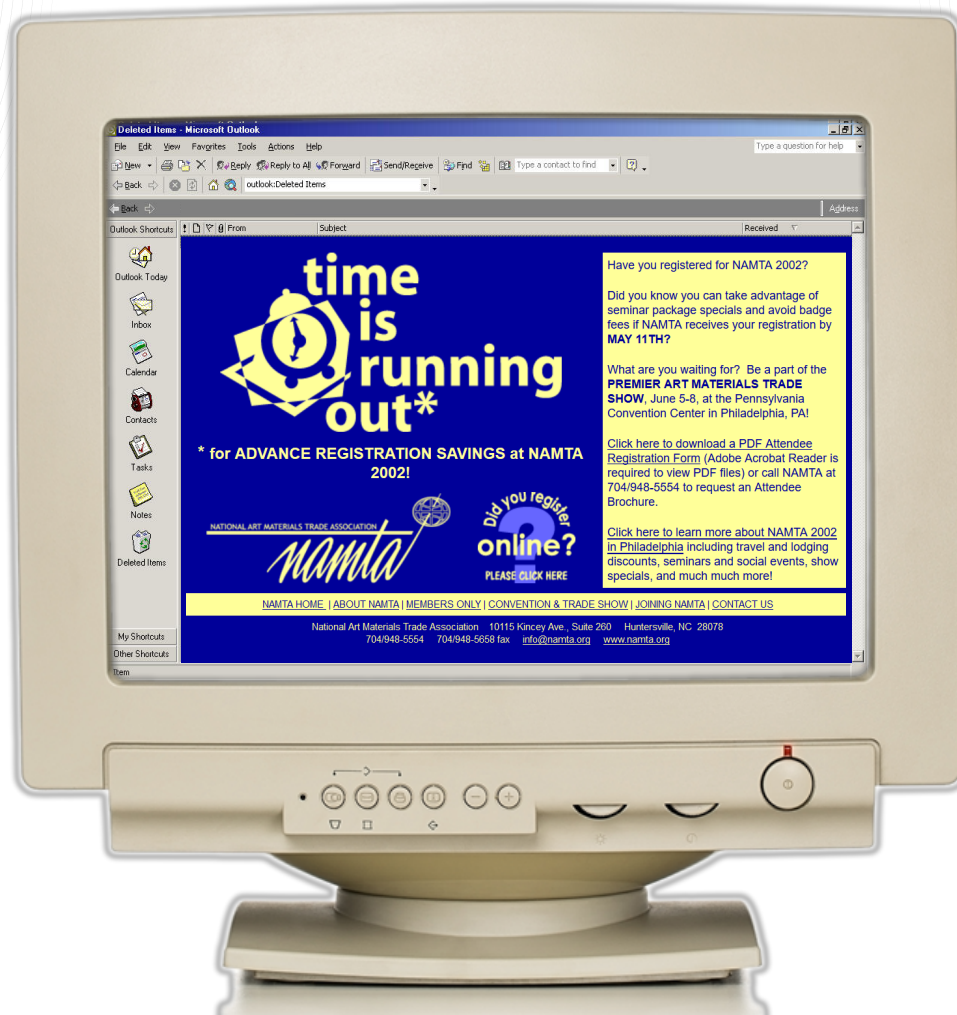 Deleted Items - Microsoft Outlook
File Edit View Favorites Tools Actions Help
Type a question for help
New Reply Reply to All Forward Send/Receive Find Type a contact to find
Back outlook:Deleted Items
Back
Address
Outlook Shortcuts
! From Subject Received
Outlook Today
Inbox
Calendar
Contacts
Tasks
Notes
Deleted Items
My Shortcuts
Other Shortcuts
Item
time
is
running
out*
* for ADVANCE REGISTRATION SAVINGS at NAMTA
2002!
NATIONAL ART MATERIALS TRADE ASSOCIATION
namta
Did you register
online?
?
PLEASE CLICK HERE
Have you registered for NAMTA 2002?
Did you know you can take advantage of
seminar package specials and avoid badge
fees if NAMTA receives your registration by
MAY 11TH?
What are you waiting for? Be a part of the
PREMIER ART MATERIALS TRADE
SHOW, June 5-8, at the Pennsylvania
Convention Center in Philadelphia, PA!
Click here to download a PDF Attendee
Registration Form (Adobe Acrobat Reader is
required to view PDF files) or call NAMTA at
704/948-5554 to request an Attendee
Brochure.
Click here to learn more about NAMTA 2002
in Philadelphia including travel and lodging
discounts, seminars and social events, show
specials, and much much more!
NAMTA HOME | ABOUT NAMTA | MEMBERS ONLY | CONVENTION & TRADE SHOW | JOINING NAMTA | CONTACT US
National Art Materials Trade Association 10115 Kincey Ave., Suite 260 Huntersville, NC 28078
704/948-5554 704/948-5658 fax info@namta.org www.namta.org